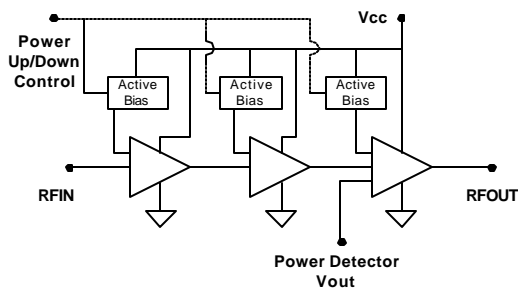 Power
Up/Down
Control
Vcc
Active
Bias
Active
Bias
Active
Bias
RFIN
RFOUT
Power Detector
Vout